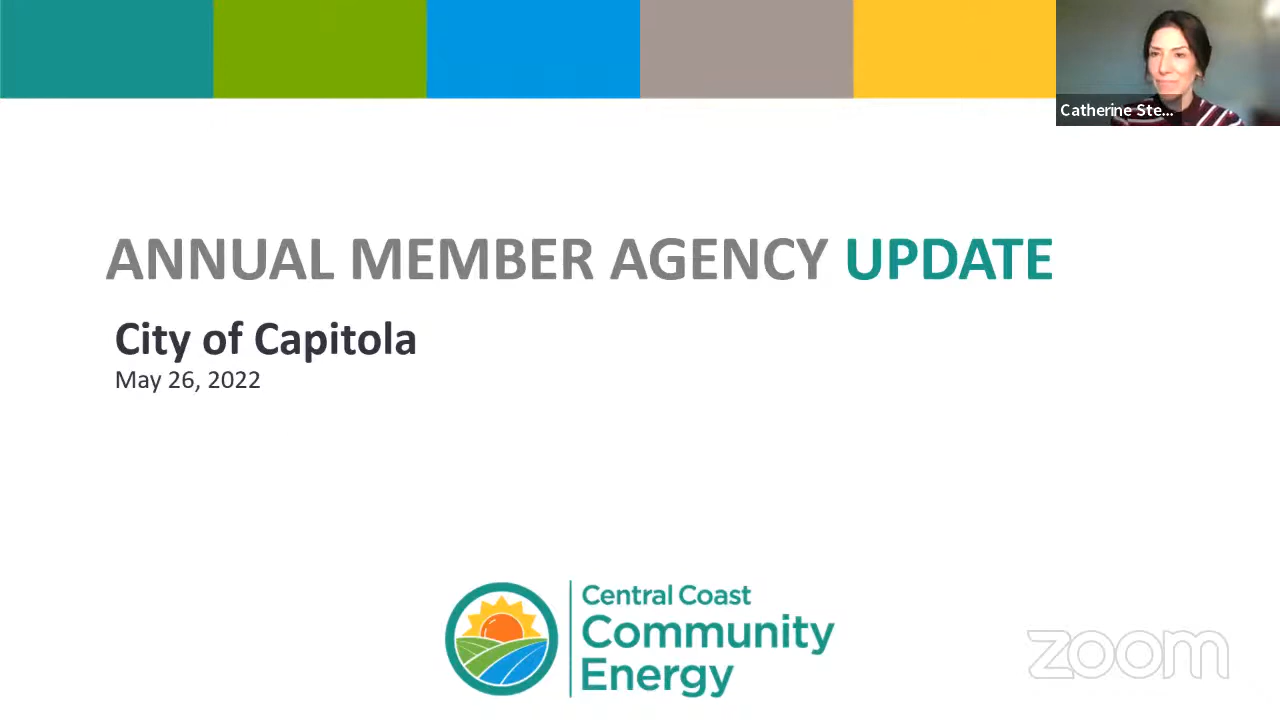 Catherine Ste...
ANNUAL MEMBER AGENCY UPDATE
City of Capitola
May 26, 2022
Central Coast
Community
Energy
zoom